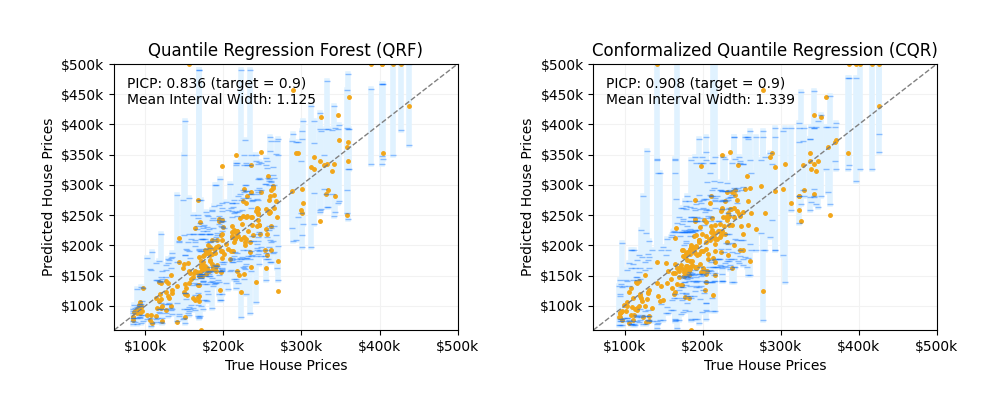 Quantile Regression Forest (QRF)
PICP: 0.836 (target = 0.9)
Mean Interval Width: 1.125
Predicted House Prices
$500k
$450k
$400k
$350k
$300k
$250k
$200k
$150k
$100k
$100k $200k $300k $400k $500k
True House Prices
Conformalized Quantile Regression (CQR)
PICP: 0.908 (target = 0.9)
Mean Interval Width: 1.339
Predicted House Prices
$500k
$450k
$400k
$350k
$300k
$250k
$200k
$150k
$100k
$100k $200k $300k $400k $500k
True House Prices